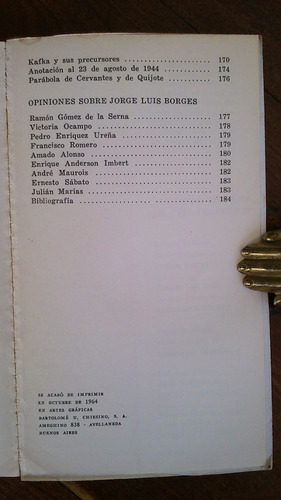 Kafka y sus precursores 170
Anotación al 23 de agosto de 1944 174
Parábola de Cervantes y de Quijote 176
OPINIONES SOBRE JORGE LUIS BORGES
Ramón Gómez de la Serna 177
Victoria Ocampo 178
Pedro Enriquez Ureña 179
Francisco Romero 179
Amado Alonso 180
Enrique Anderson Imbert 182
André Maurois 182
Ernesto Sábato 183
Julián Marías 183
Bibliografía 184
SE ACABÓ DE IMPRIMIR
EN OCTUBRE DE 1964
EN ARTES GRÁFICAS
BARTOLOMÉ U. CHIESINO, S. A.
AMEGHINO 838 - AVELLANEDA
BUENOS AIRES